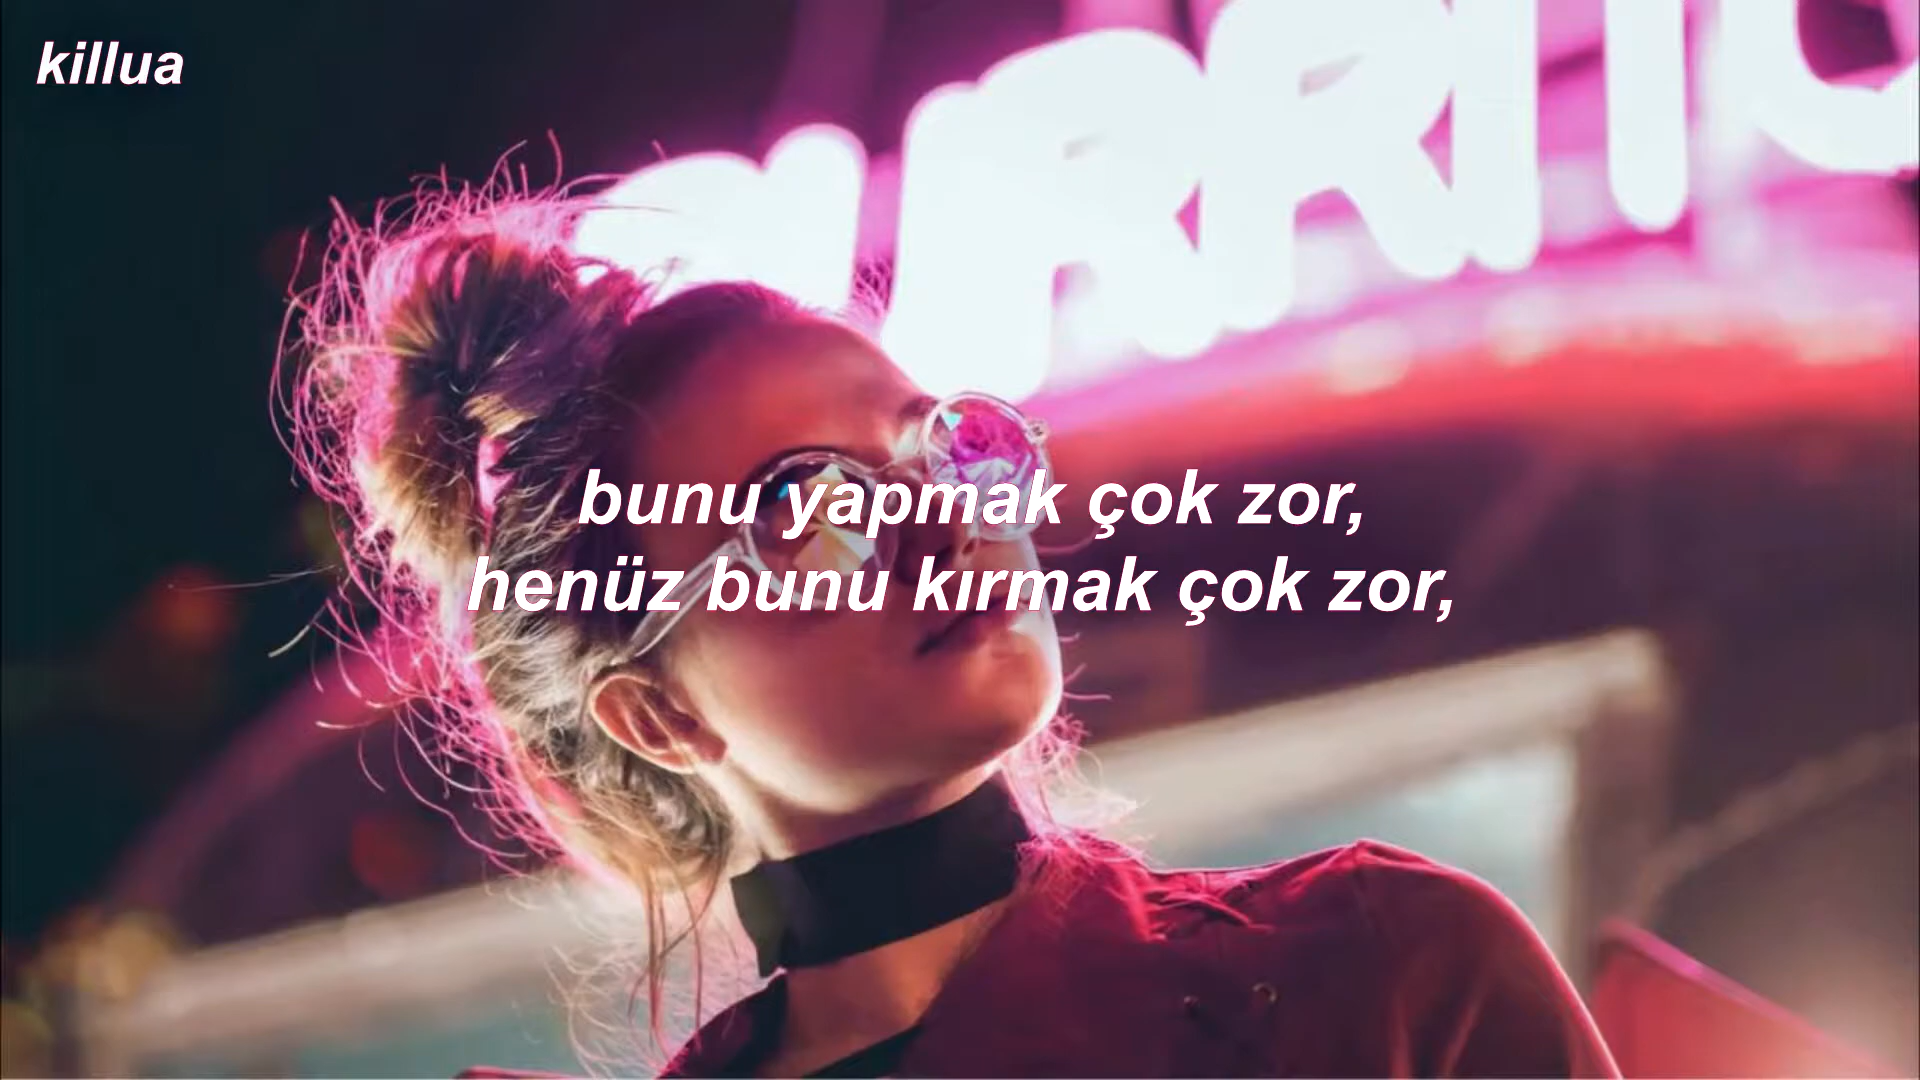 killua
bunu yapmak çok zor,
henüz bunu kırmak çok zor,